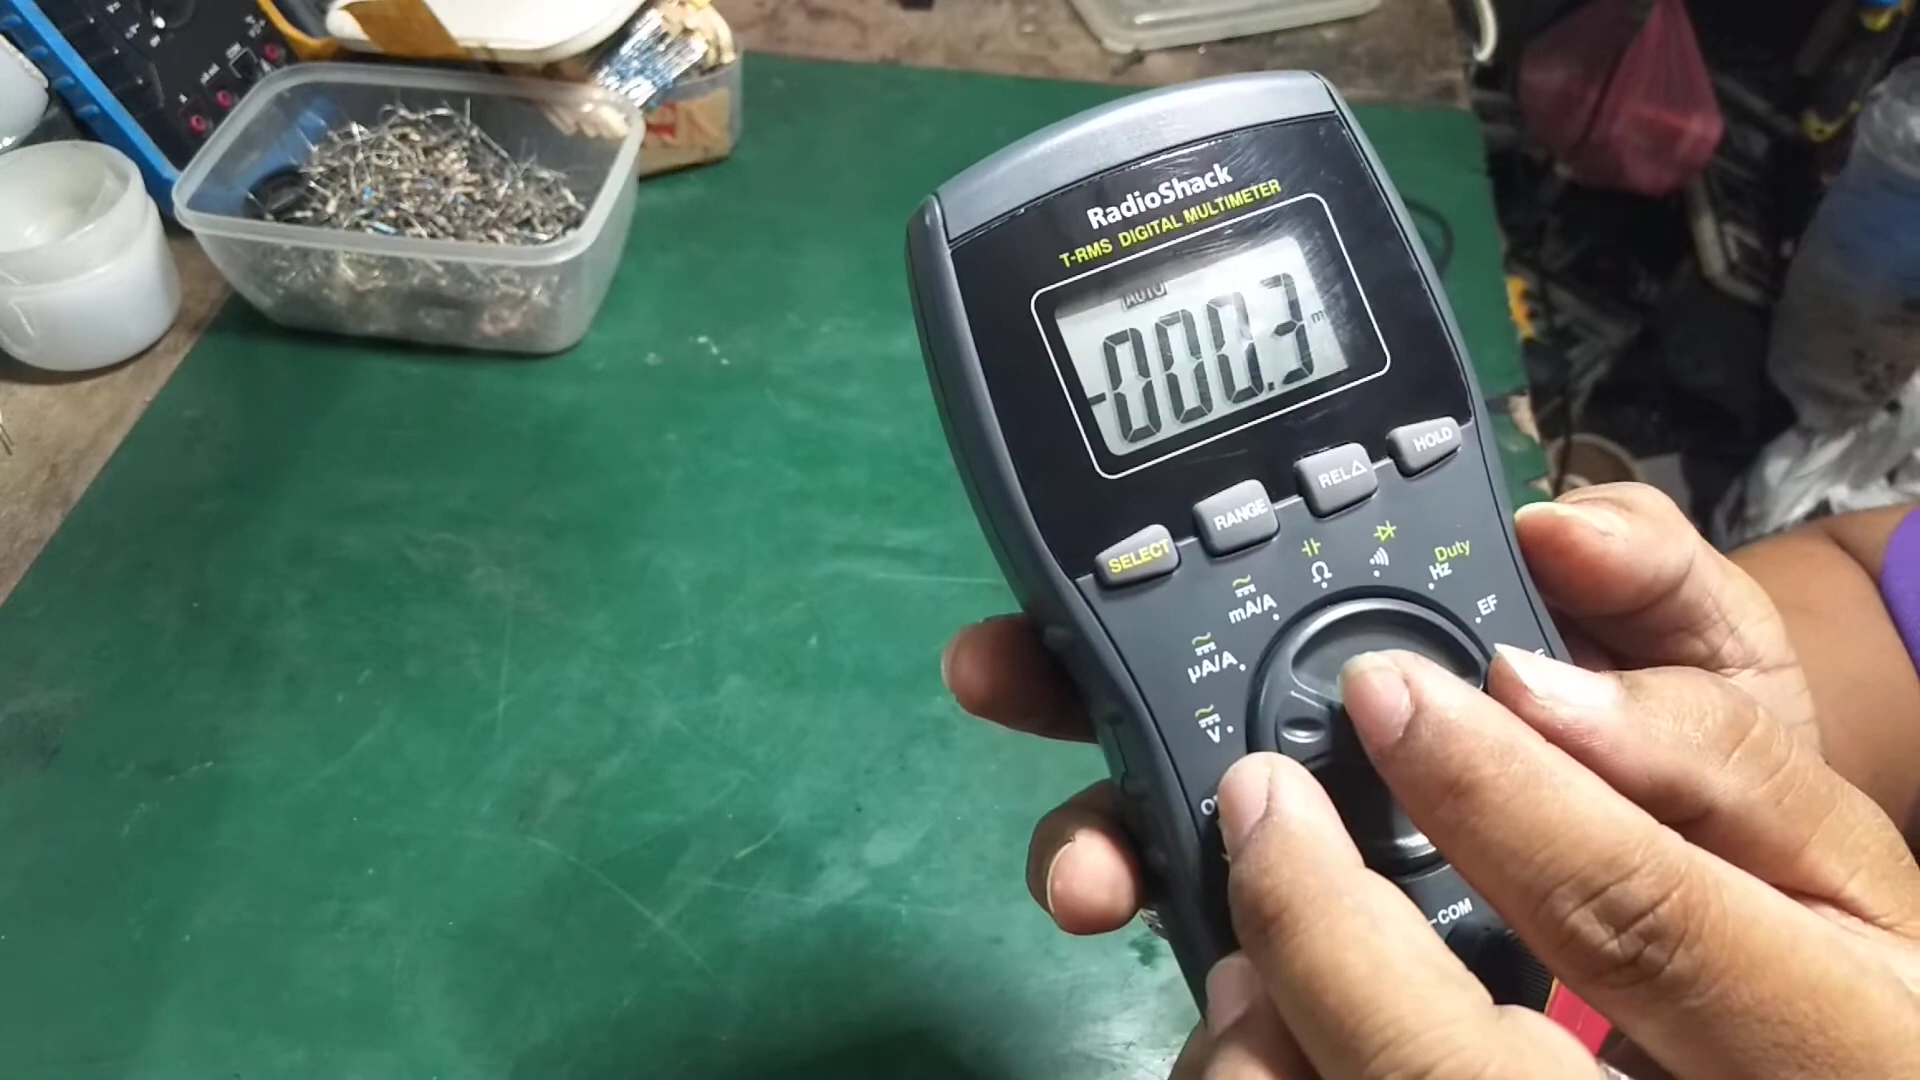 RadioShack
T-RMS DIGITAL MULTIMETER
AUTO
-000.3
SELECT
RANGE
REL△
HOLD
mA/A
Ω
Duty
Hz
EF
µA/A
V
COM